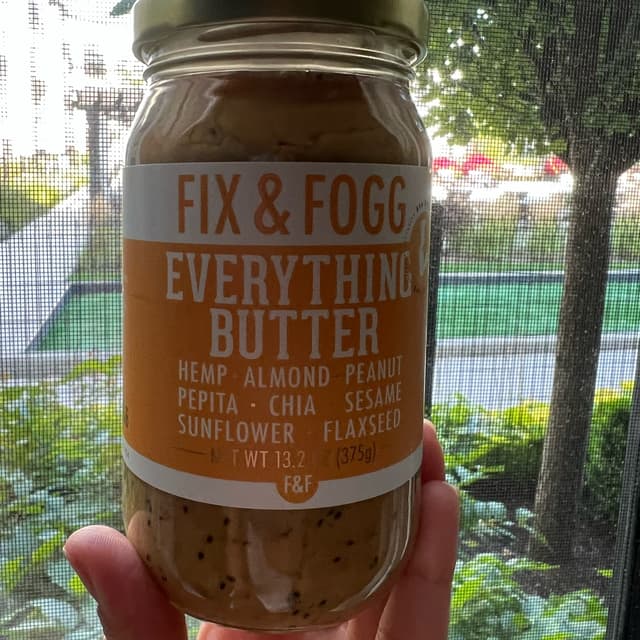 FIX & FOGG
EVERYTHING
BUTTER
HEMP · ALMOND PEANUT
PEPITA · CHIA SESAME
SUNFLOWER FLAXSEED
WT 13.2 (375g)
F&F